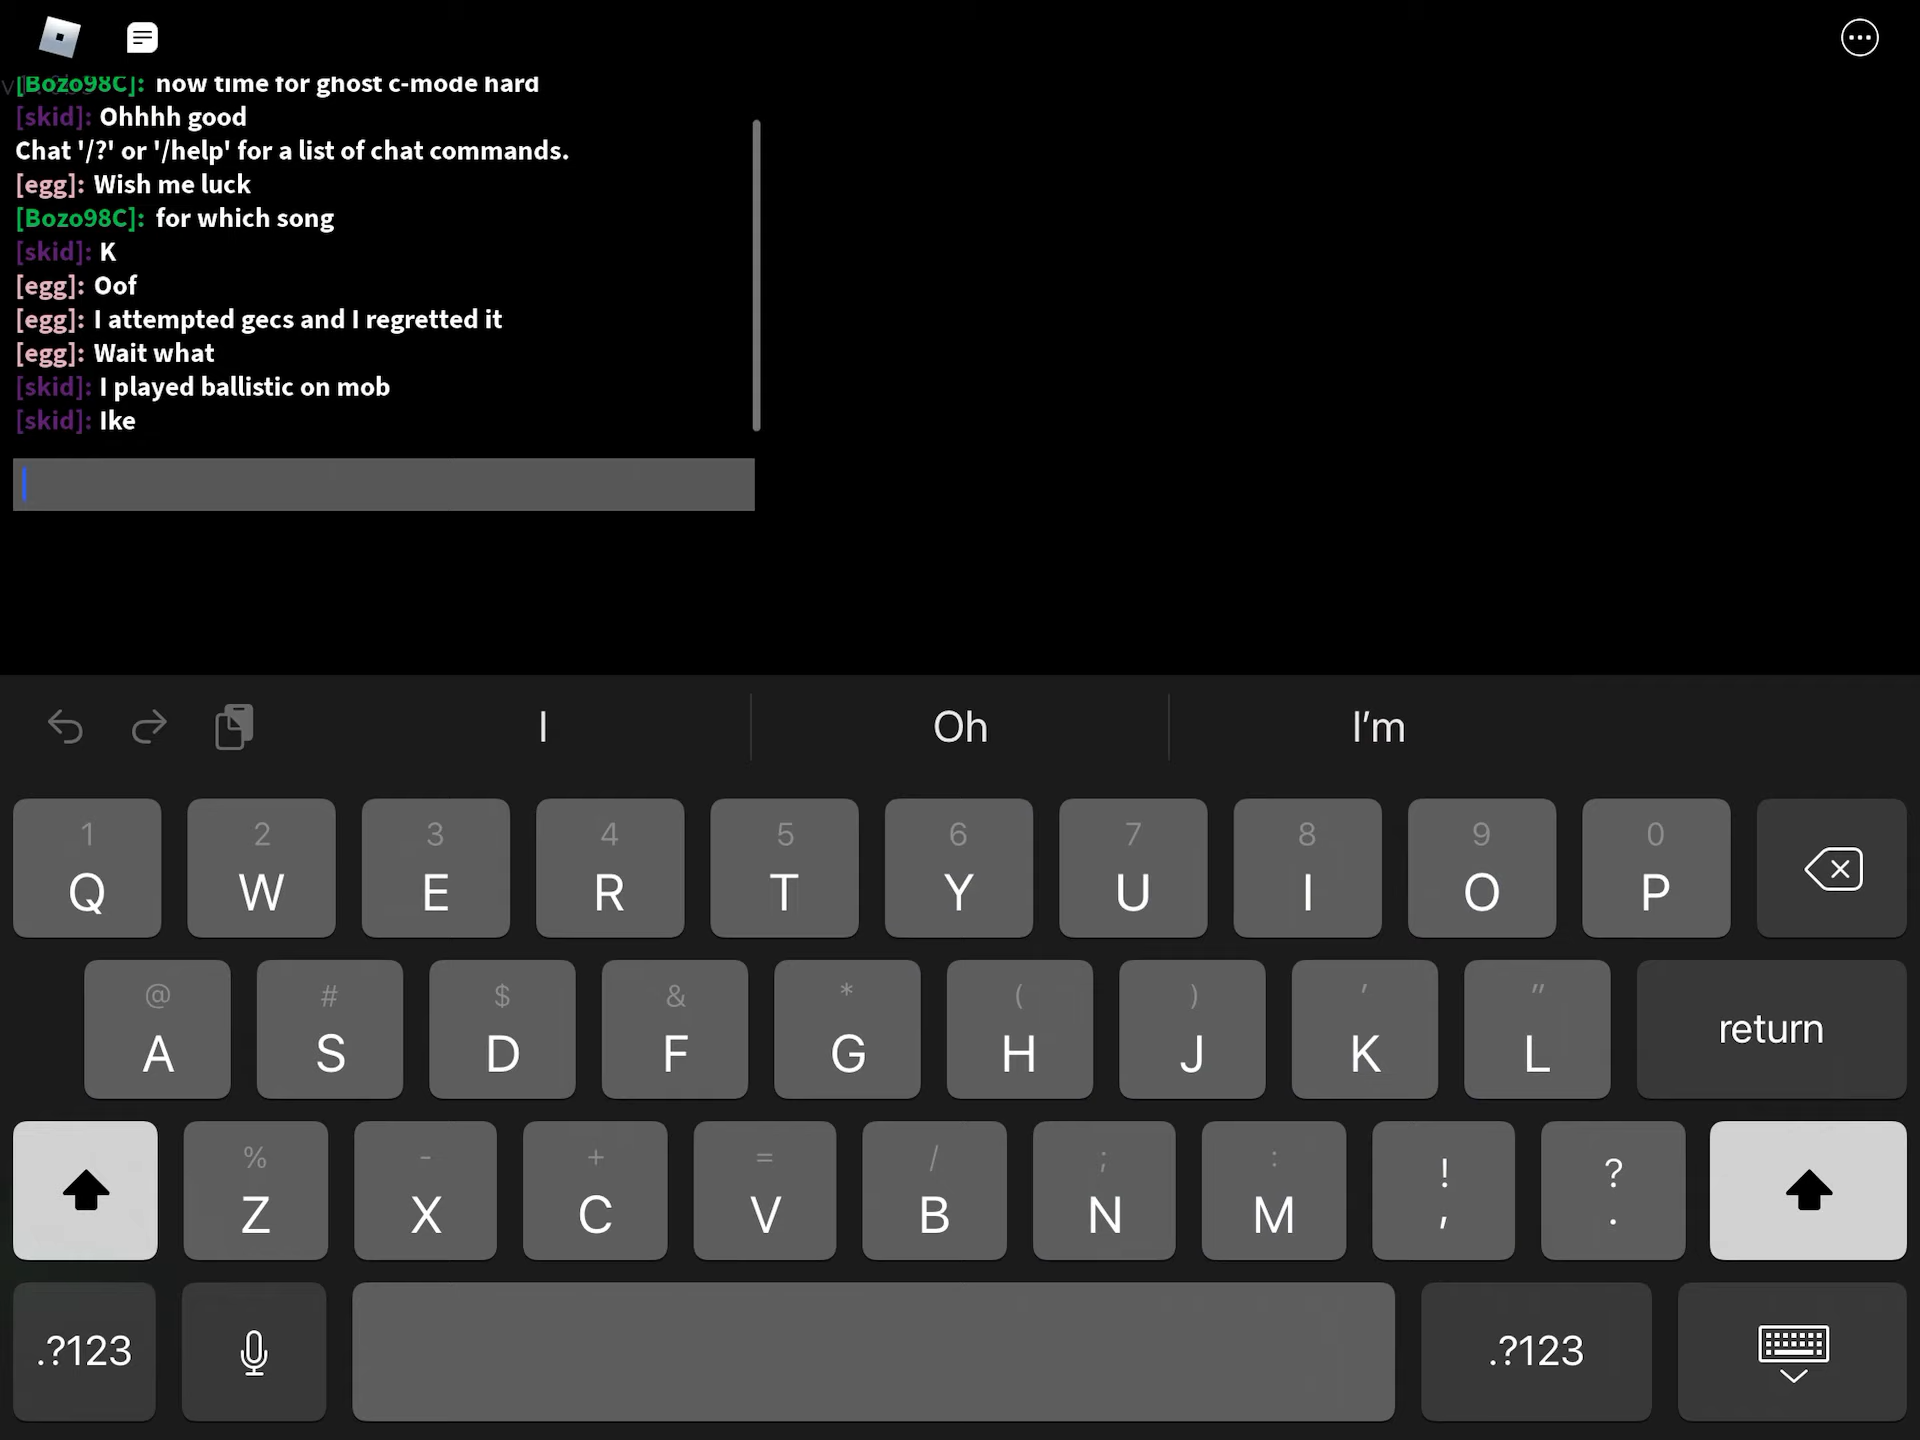 [Bozo98C]: now time for ghost c-mode hard
[skid]: Ohhhh good
Chat '/?' or '/help' for a list of chat commands.
[egg]: Wish me luck
[Bozo98C]: for which song
[skid]: K
[egg]: Oof
[egg]: I attempted gecs and I regretted it
[egg]: Wait what
[skid]: I played ballistic on mob
[skid]: Ike
I Oh I’m
1 2 3 4 5 6 7 8 9 0
Q W E R T Y U I O P
@ # $ & * ( ) ' "
A S D F G H J K L return
% - + = / ; : ! ?
Z X C V B N M , .
.?123 .?123